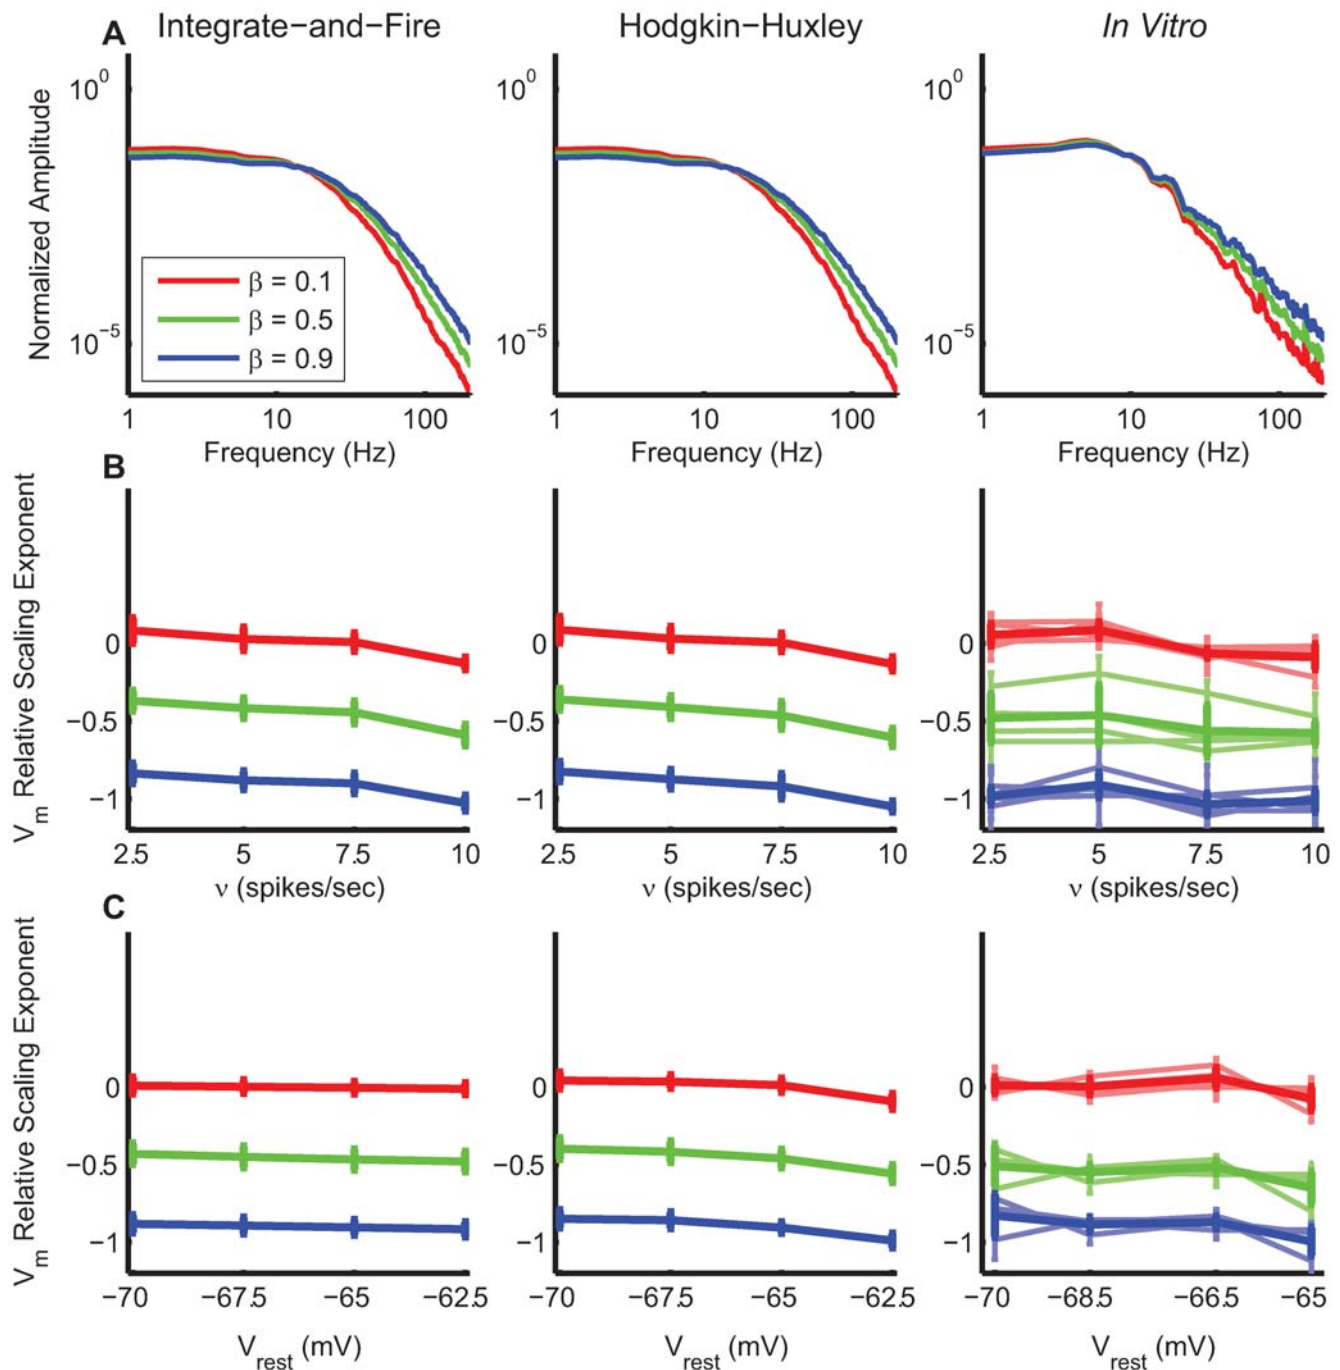 A
Integrate−and−Fire
Hodgkin−Huxley
In Vitro
Normalized Amplitude
10^0
10^−5
10^0
10^−5
10^0
10^−5
β = 0.1
β = 0.5
β = 0.9
1 10 100
1 10 100
1 10 100
Frequency (Hz)
Frequency (Hz)
Frequency (Hz)
B
V_m Relative Scaling Exponent
0
−0.5
−1
0
−0.5
−1
0
−0.5
−1
2.5 5 7.5 10
2.5 5 7.5 10
2.5 5 7.5 10
ν (spikes/sec)
ν (spikes/sec)
ν (spikes/sec)
C
V_m Relative Scaling Exponent
0
−0.5
−1
0
−0.5
−1
0
−0.5
−1
−70 −67.5 −65 −62.5
−70 −67.5 −65 −62.5
−70 −68.5 −66.5 −65
V_rest (mV)
V_rest (mV)
V_rest (mV)